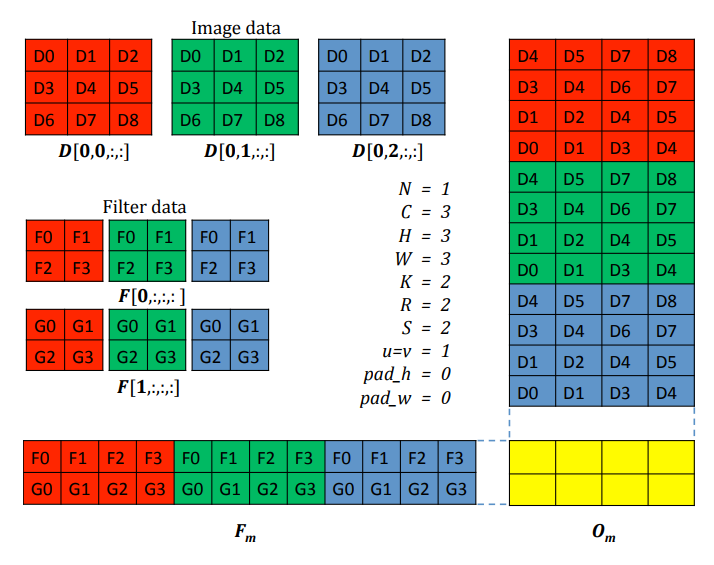 Image data
D0 D1 D2 D0 D1 D2 D0 D1 D2
D3 D4 D5 D3 D4 D5 D3 D4 D5
D6 D7 D8 D6 D7 D8 D6 D7 D8
D[0,0,:,:] D[0,1,:,:] D[0,2,:,:]
Filter data
F0 F1 F0 F1 F0 F1
F2 F3 F2 F3 F2 F3
F[0,:,:,: ]
G0 G1 G0 G1 G0 G1
G2 G3 G2 G3 G2 G3
F[1,:,:,:]
N = 1
C = 3
H = 3
W = 3
K = 2
R = 2
S = 2
u=v = 1
pad_h = 0
pad_w = 0
D4 D5 D7 D8
D3 D4 D6 D7
D1 D2 D4 D5
D0 D1 D3 D4
D4 D5 D7 D8
D3 D4 D6 D7
D1 D2 D4 D5
D0 D1 D3 D4
D4 D5 D7 D8
D3 D4 D6 D7
D1 D2 D4 D5
D0 D1 D3 D4
F0 F1 F2 F3 F0 F1 F2 F3 F0 F1 F2 F3
G0 G1 G2 G3 G0 G1 G2 G3 G0 G1 G2 G3
Fm
Om